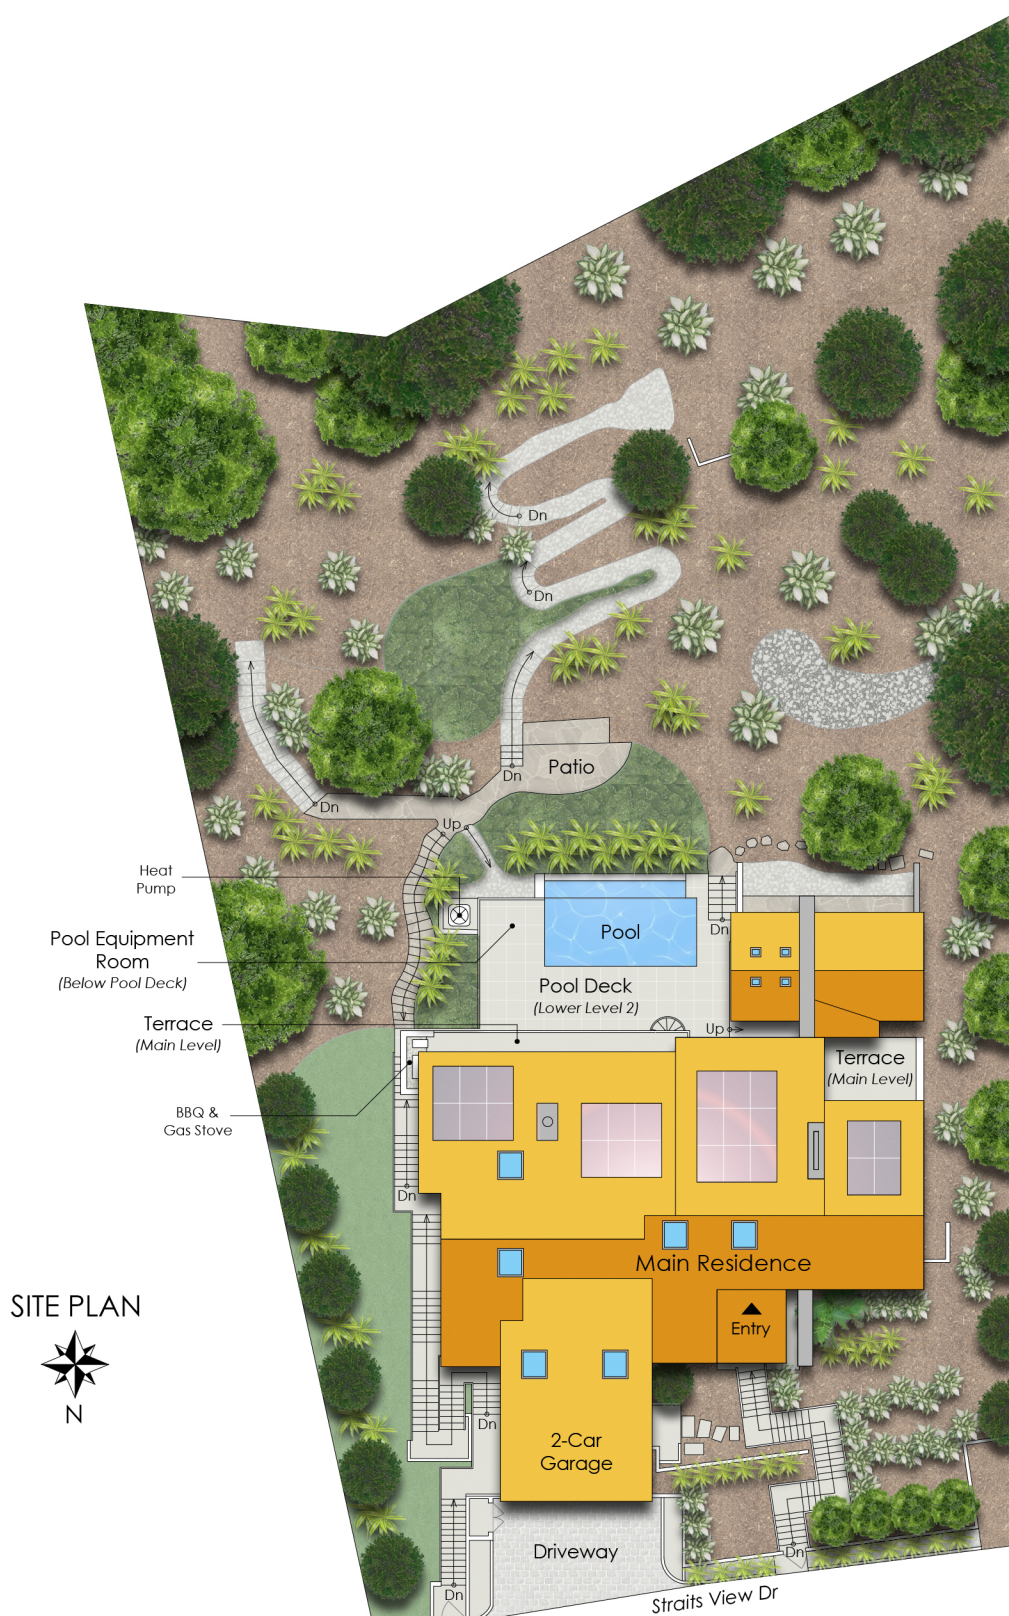 Dn
Dn
Patio
Dn
Dn
Up
Heat
Pump
Pool
Dn
Pool Equipment
Room
(Below Pool Deck)
Pool Deck
(Lower Level 2)
Terrace
(Main Level)
Up
Terrace
(Main Level)
BBQ &
Gas Stove
Dn
Main Residence
SITE PLAN
N
Entry
Dn
2-Car
Garage
Driveway
Dn
Dn
Straits View Dr